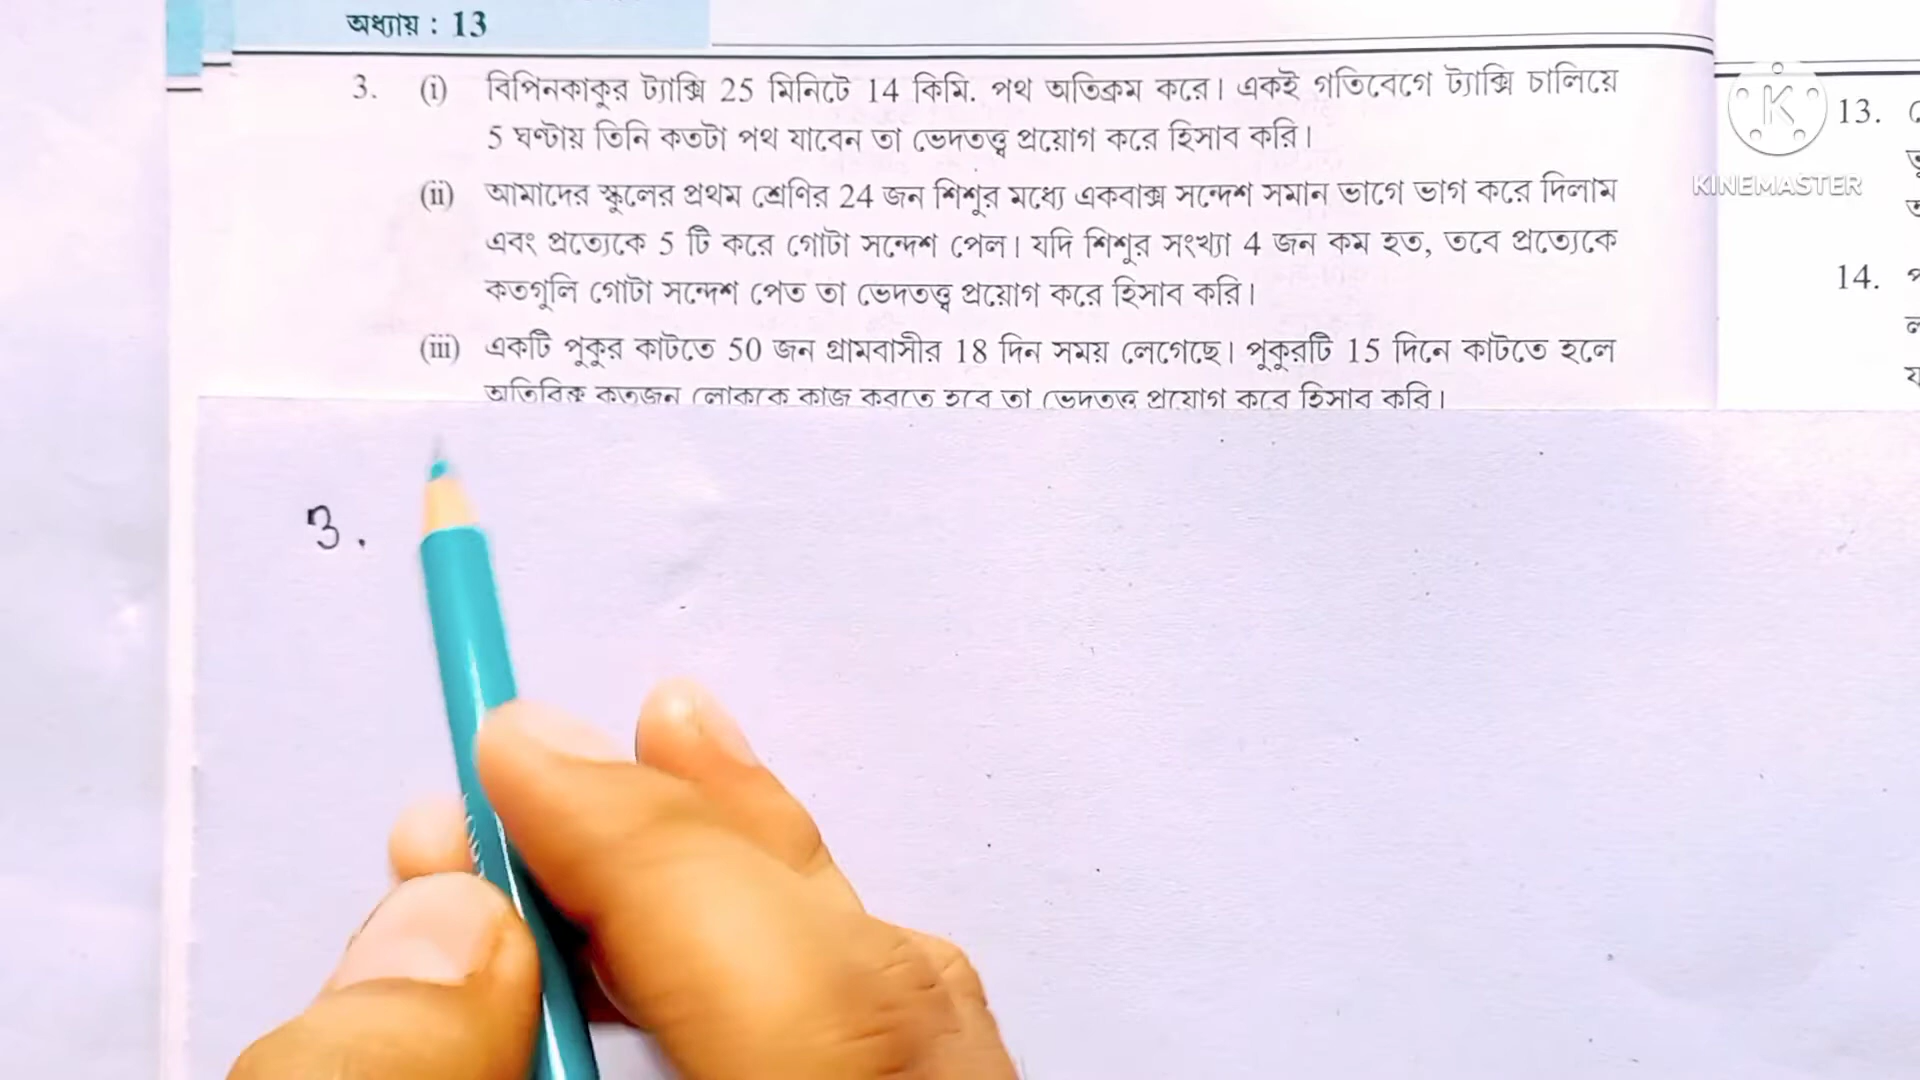 অধ্যায় : 13
3. (i) বিপিনকাকুর ট্যাক্সি 25 মিনিটে 14 কিমি. পথ অতিক্রম করে। একই গতিবেগে ট্যাক্সি চালিয়ে
5 ঘণ্টায় তিনি কতটা পথ যাবেন তা ভেদতত্ত্ব প্রয়োগ করে হিসাব করি।
(ii) আমাদের স্কুলের প্রথম শ্রেণির 24 জন শিশুর মধ্যে একবাক্স সন্দেশ সমান ভাগে ভাগ করে দিলাম
এবং প্রত্যেকে 5 টি করে গোটা সন্দেশ পেল। যদি শিশুর সংখ্যা 4 জন কম হত, তবে প্রত্যেকে
কতগুলি গোটা সন্দেশ পেত তা ভেদতত্ত্ব প্রয়োগ করে হিসাব করি।
(iii) একটি পুকুর কাটতে 50 জন গ্রামবাসীর 18 দিন সময় লেগেছে। পুকুরটি 15 দিনে কাটতে হলে
অতিরিক্ত কতজন লোককে কাজ করতে হবে তা ভেদতত্ত্ব প্রয়োগ করে হিসাব করি।
3.
KINEMASTER
13.
14.